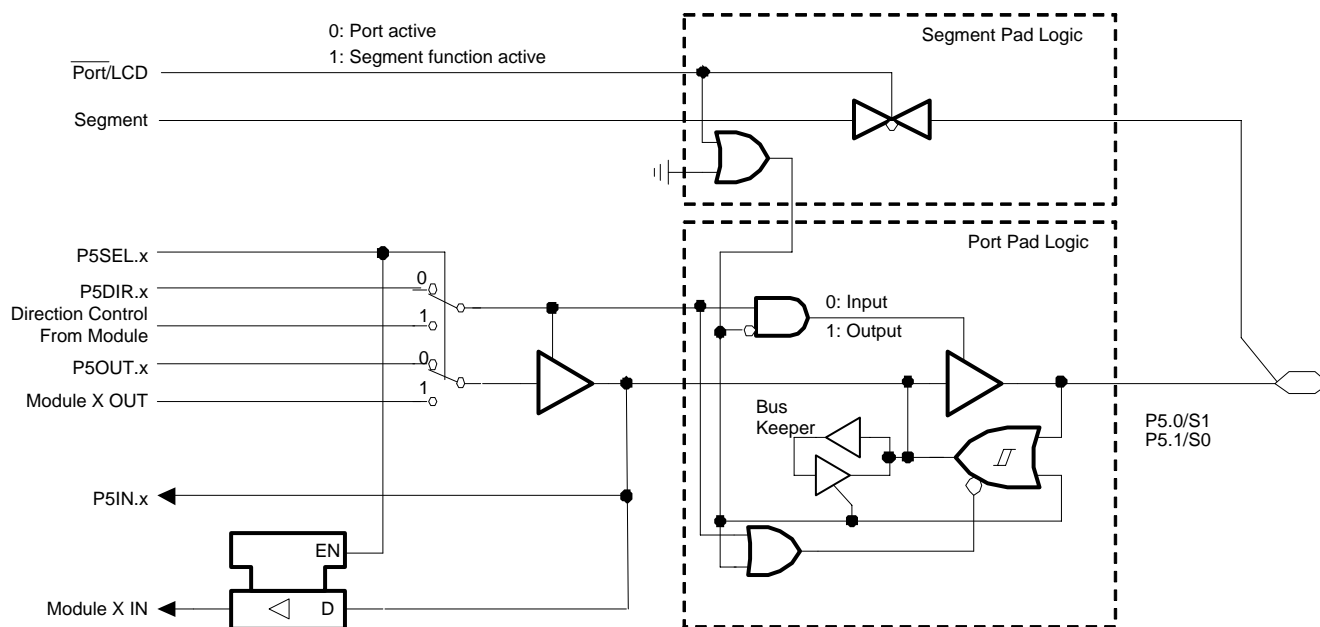 0: Port active
1: Segment function active
Segment Pad Logic
Port/LCD
Segment
Port Pad Logic
P5SEL.x
P5DIR.x
0
Direction Control
From Module
1
0: Input
1: Output
P5OUT.x
0
Module X OUT
1
Bus
Keeper
P5.0/S1
P5.1/S0
P5IN.x
EN
Module X IN
D